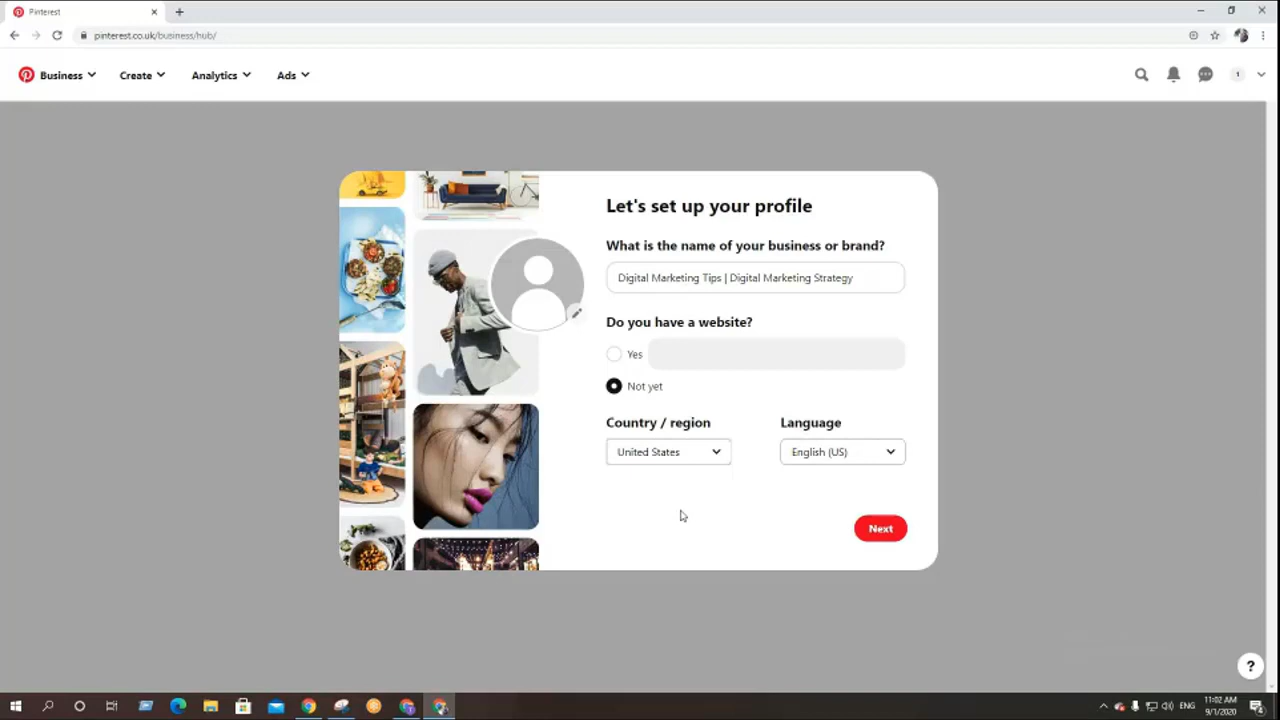 Pinterest
pinterest.co.uk/business/hub/
Business
Create
Analytics
Ads
1
Let's set up your profile
What is the name of your business or brand?
Digital Marketing Tips | Digital Marketing Strategy
Do you have a website?
Yes
Not yet
Country / region
Language
United States
English (US)
Next
?
ENG
11:02 AM
9/1/2020